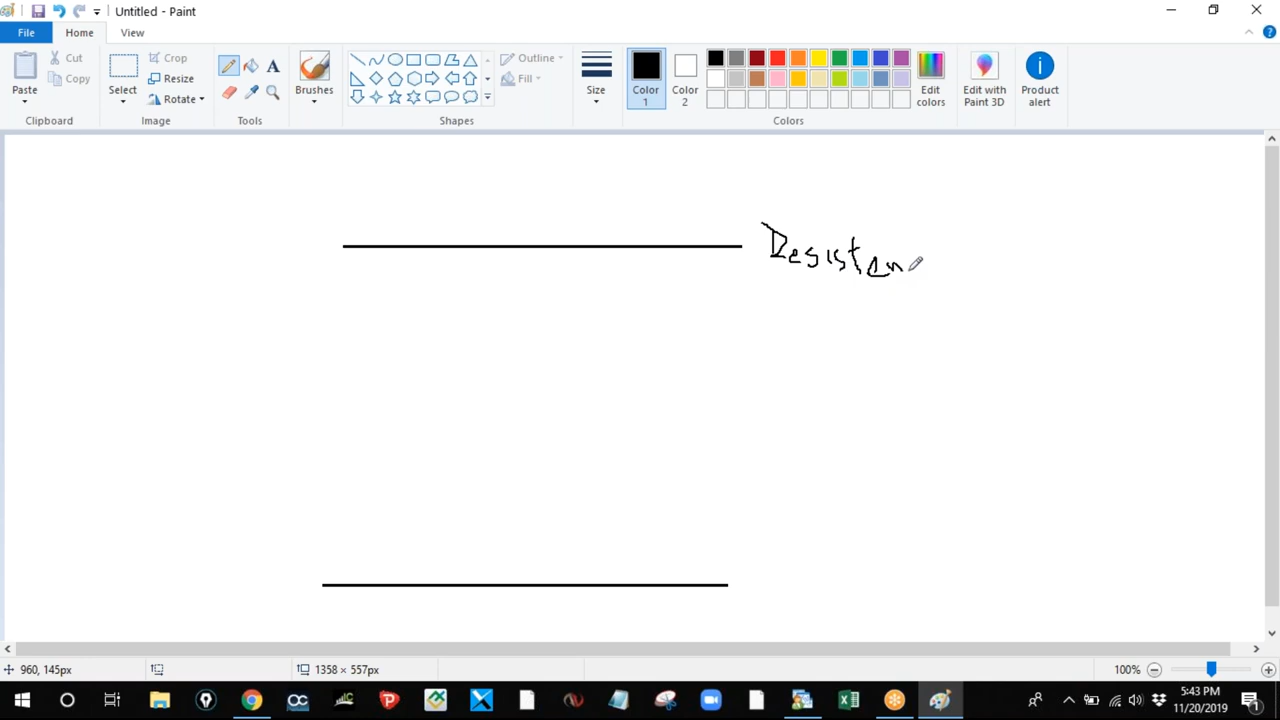 Untitled - Paint
File
Home
View
Paste
Cut
Copy
Clipboard
Select
Crop
Resize
Rotate
Image
Tools
Brushes
Shapes
Outline
Fill
Size
Color 1
Color 2
Edit colors
Colors
Edit with Paint 3D
Product alert
Resistan
960, 145px
1358 × 557px
100%
OC
5:43 PM
11/20/2019
1